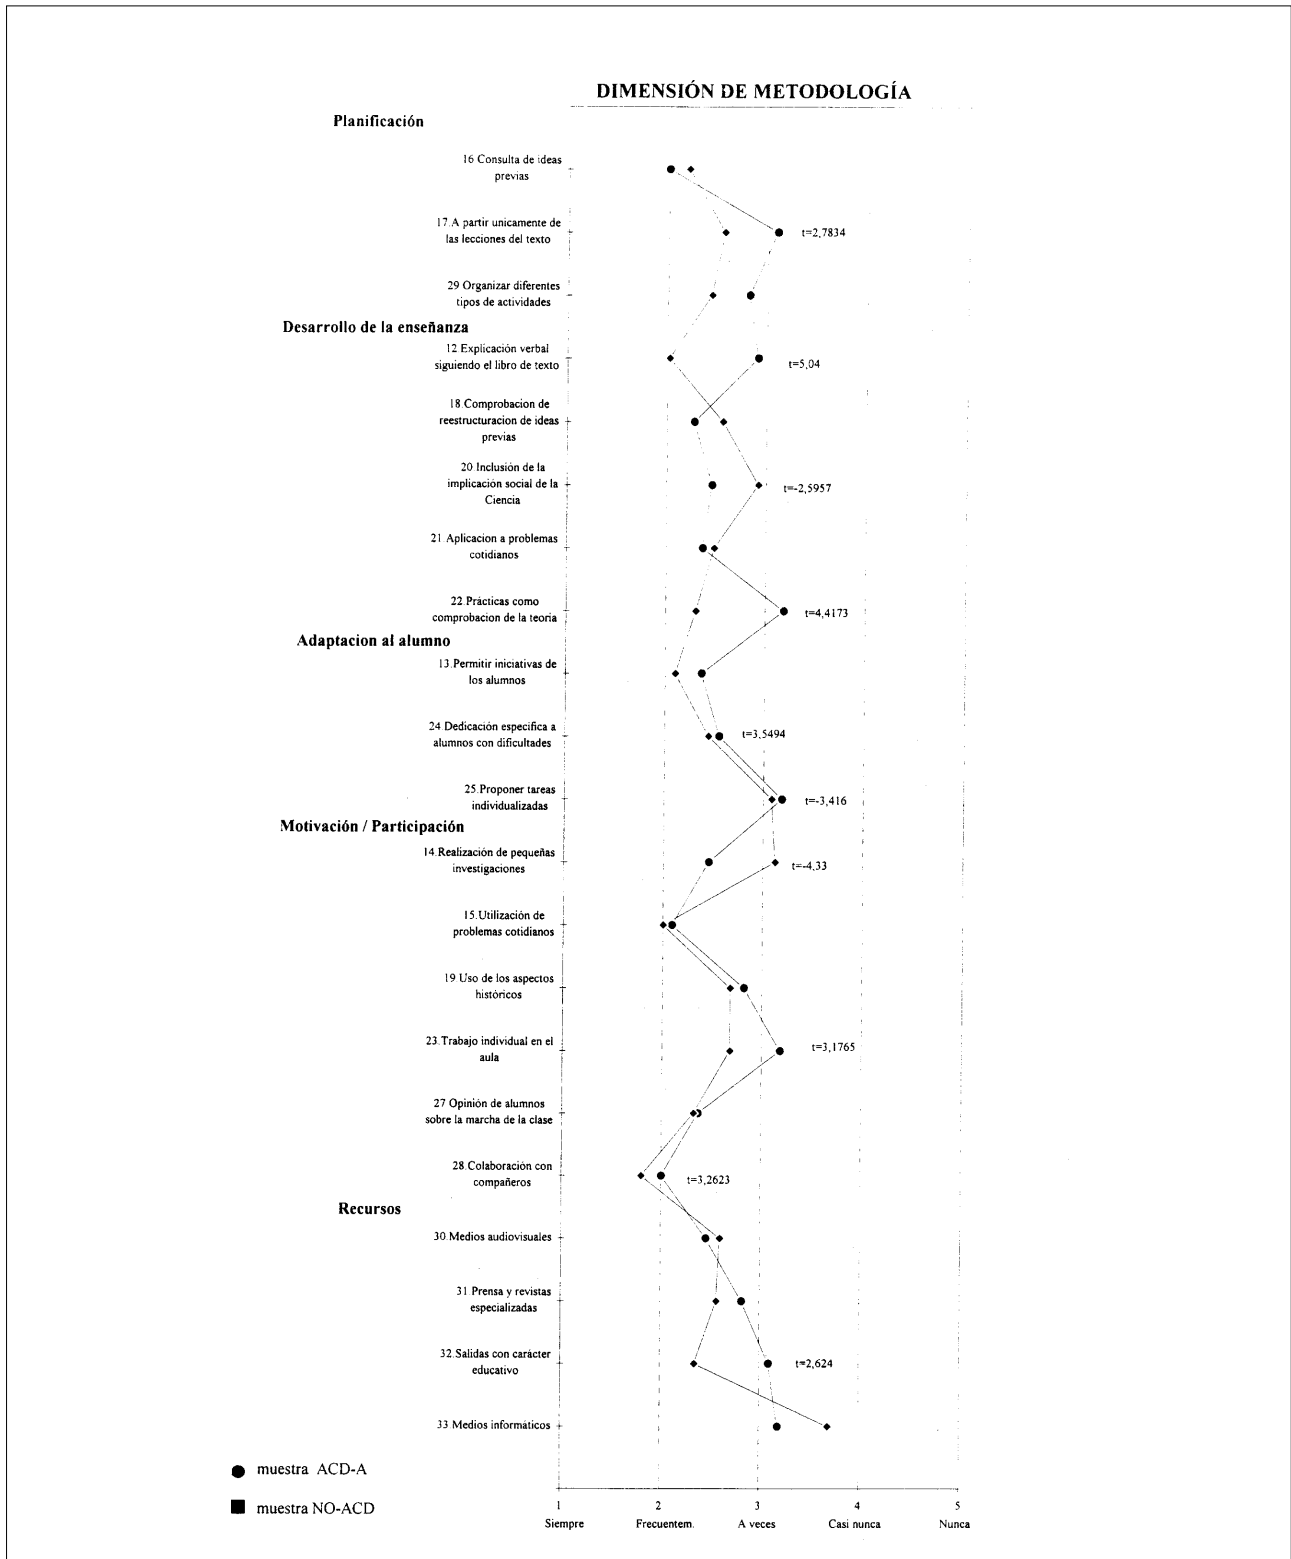 DIMENSIÓN DE METODOLOGÍA
Planificación
16 Consulta de ideas
previas
17.A partir unicamente de
las lecciones del texto
t=2,7834
29 Organizar diferentes
tipos de actividades
Desarrollo de la enseñanza
12 Explicación verbal
siguiendo el libro de texto
t=5,04
18.Comprobacion de
reestructuracion de ideas
previas
20 Inclusión de la
implicación social de la
Ciencia
t=-2,5957
21 Aplicacion a problemas
cotidianos
22.Prácticas como
comprobacion de la teoria
t=4,4173
Adaptacion al alumno
13.Permitir iniciativas de
los alumnos
24.Dedicación especifica a
alumnos con dificultades
t=3,5494
25.Proponer tareas
individualizadas
t=-3,416
Motivación / Participación
14.Realización de pequeñas
investigaciones
t=-4,33
15.Utilización de
problemas cotidianos
19 Uso de los aspectos
históricos
23.Trabajo individual en el
aula
t=3,1765
27 Opinión de alumnos
sobre la marcha de la clase
28.Colaboración con
compañeros
t=3,2623
Recursos
30.Medios audiovisuales
31 Prensa y revistas
especializadas
32.Salidas con carácter
educativo
t=2,624
33 Medios informáticos
muestra ACD-A
muestra NO-ACD
1 2 3 4 5
Siempre Frecuentem. A veces Casi nunca Nunca